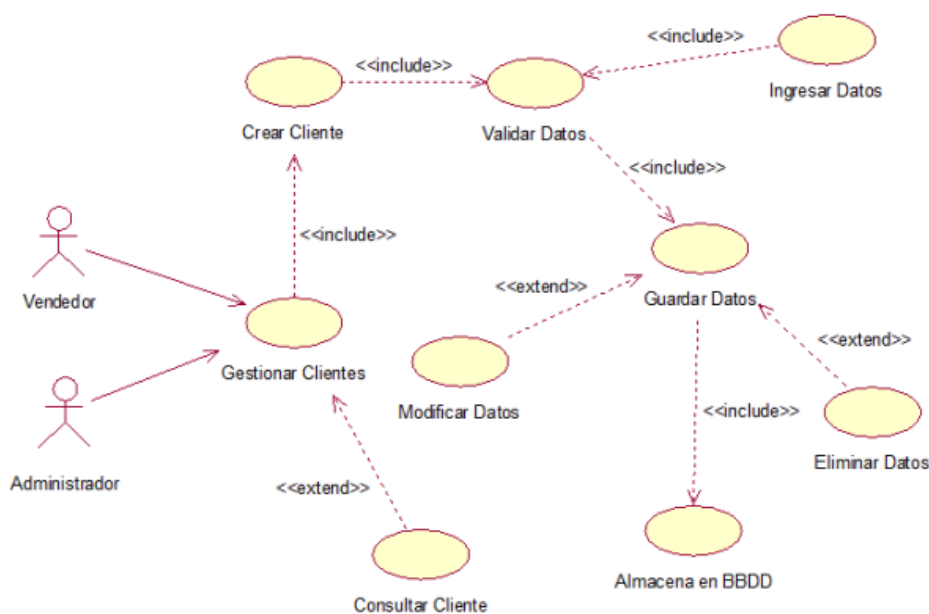 <<include>>
Ingresar Datos
<<include>>
Crear Cliente
Validar Datos
<<include>>
<<include>>
Vendedor
<<extend>>
Guardar Datos
Gestionar Clientes
<<extend>>
Modificar Datos
<<include>>
Eliminar Datos
Administrador
<<extend>>
Almacena en BBDD
Consultar Cliente